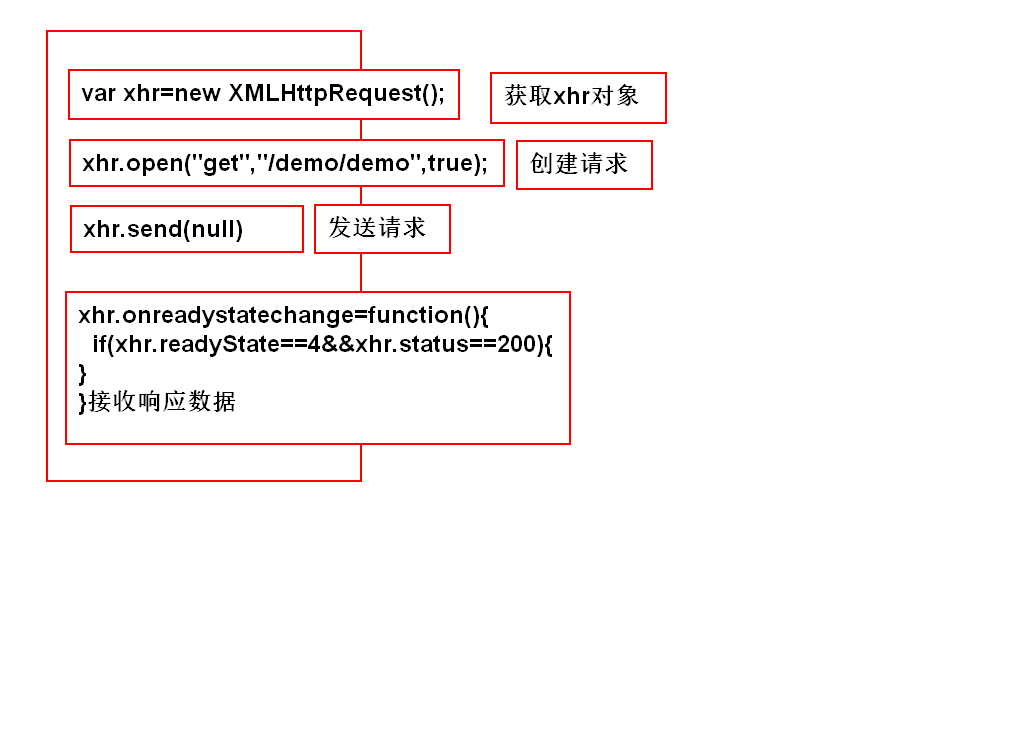 var xhr=new XMLHttpRequest();
获取xhr对象
xhr.open("get","/demo/demo",true);
创建请求
xhr.send(null)
发送请求
xhr.onreadystatechange=function(){
if(xhr.readyState==4&&xhr.status==200){
}
}接收响应数据